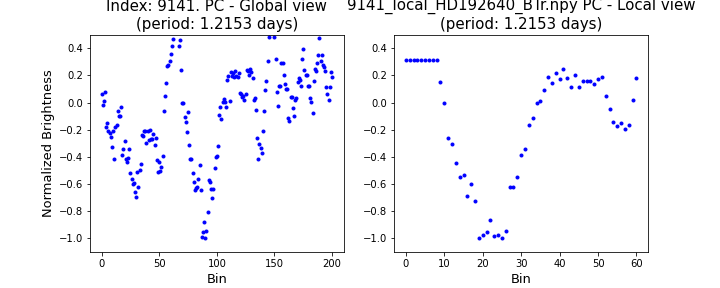 Index: 9141. PC - Global view
(period: 1.2153 days)
9141_local_HD192640_BTr.npy PC - Local view
(period: 1.2153 days)
Normalized Brightness
0.4
0.2
0.0
−0.2
−0.4
−0.6
−0.8
−1.0
0 50 100 150 200
Bin
0.4
0.2
0.0
−0.2
−0.4
−0.6
−0.8
−1.0
0 10 20 30 40 50 60
Bin